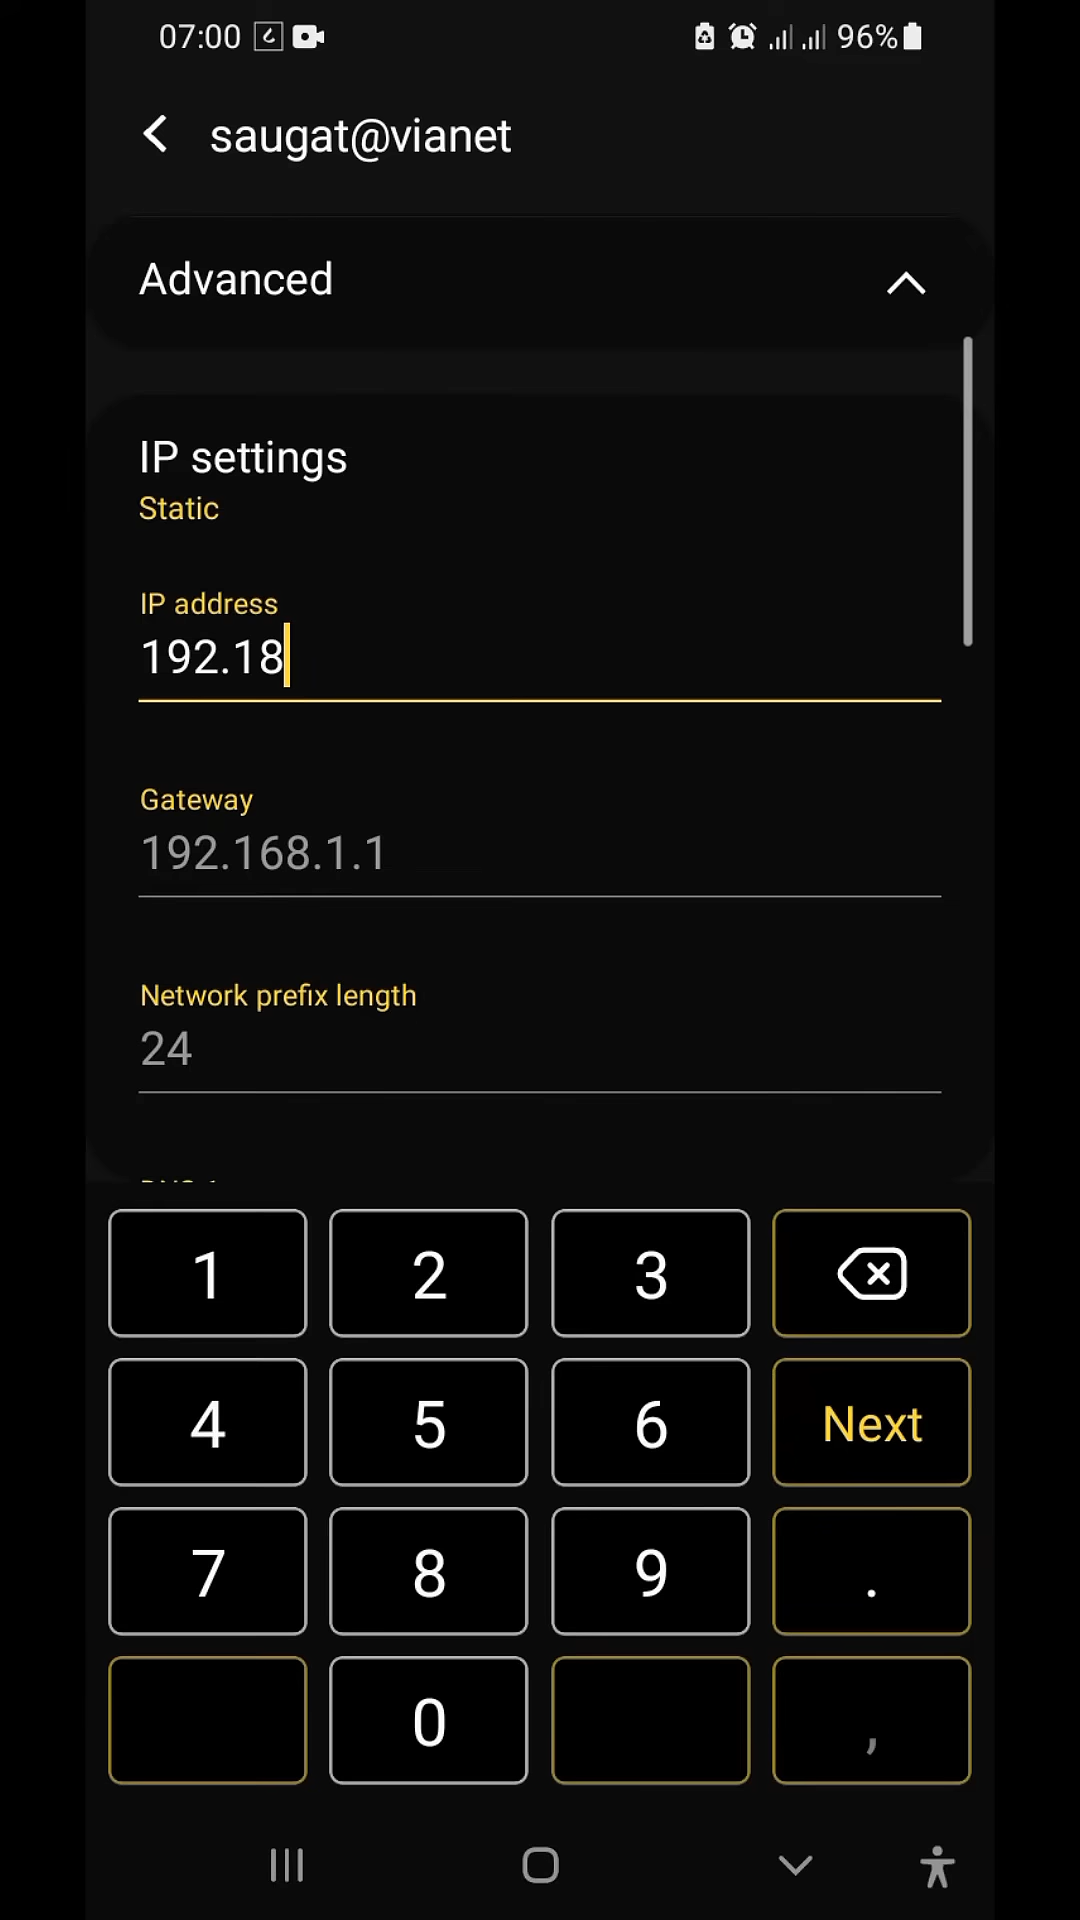 07:00 96%
saugat@vianet
Advanced
IP settings
Static
IP address
192.18
Gateway
192.168.1.1
Network prefix length
24
1 2 3
4 5 6 Next
7 8 9 .
0 ,